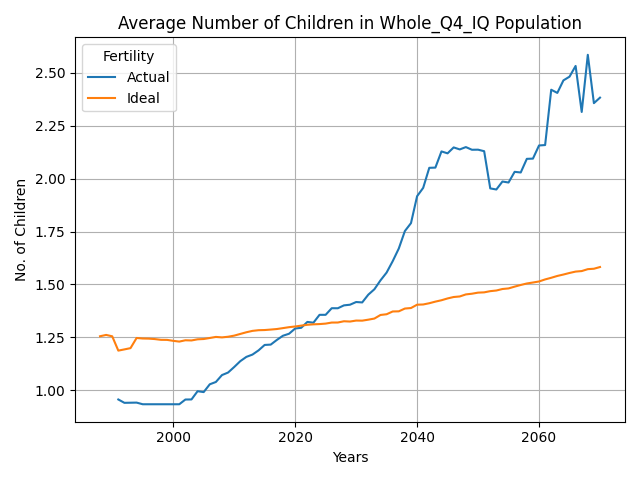 Average Number of Children in Whole_Q4_IQ Population
Fertility
Actual
Ideal
2.50
2.25
2.00
1.75
1.50
1.25
1.00
No. of Children
2000
2020
2040
2060
Years